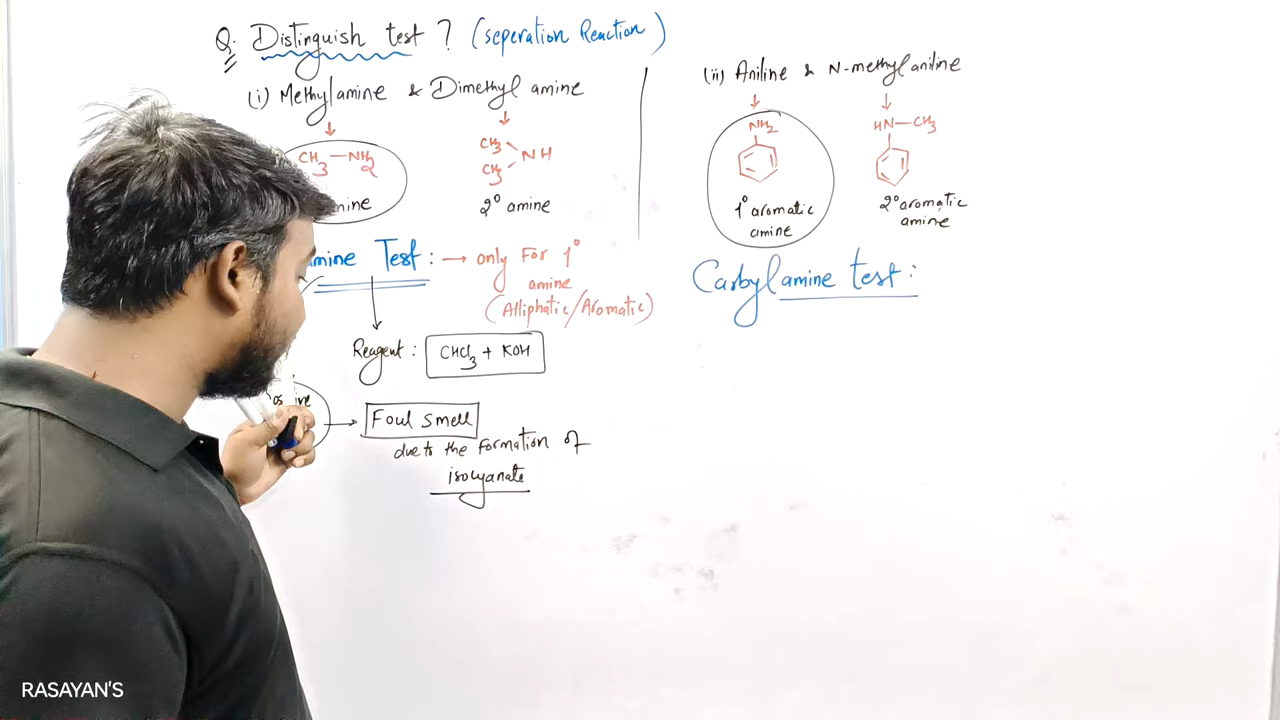 Q. Distinguish test ? (seperation Reaction)
(i) Methylamine & Dimethyl amine
CH3 — NH2
CH3
CH3
NH
2° amine
Test : → only For 1°
amine
(Alliphatic/Aromatic)
Reagent : CHCl3 + KOH
Foul smell
due to the formation of
isocyanate
(ii) Aniline & N-methylaniline
NH2
HN—CH3
1° aromatic
amine
2° aromatic
amine
Carbylamine test :
RASAYAN'S